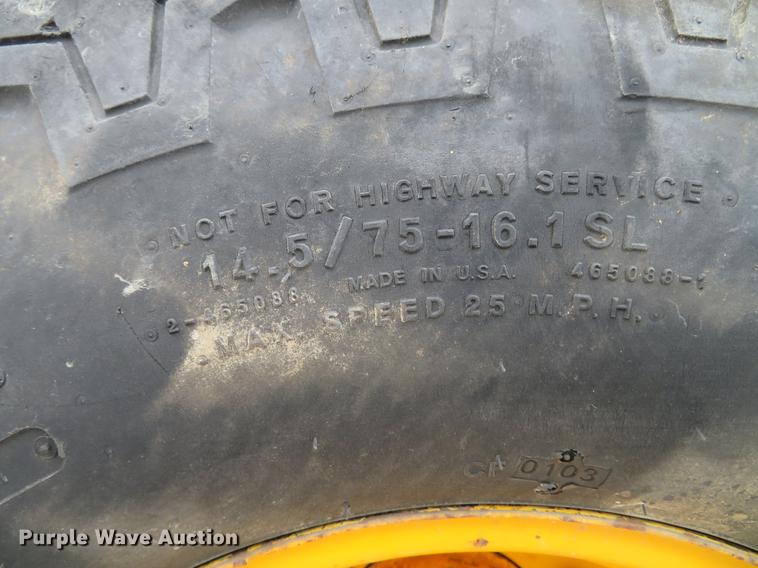 NOT FOR HIGHWAY SERVICE
14.5/75-16.1 SL
MADE IN U.S.A.
465088-1
2-465088
MAX SPEED 25 M.P.H.
0103
Purple Wave Auction